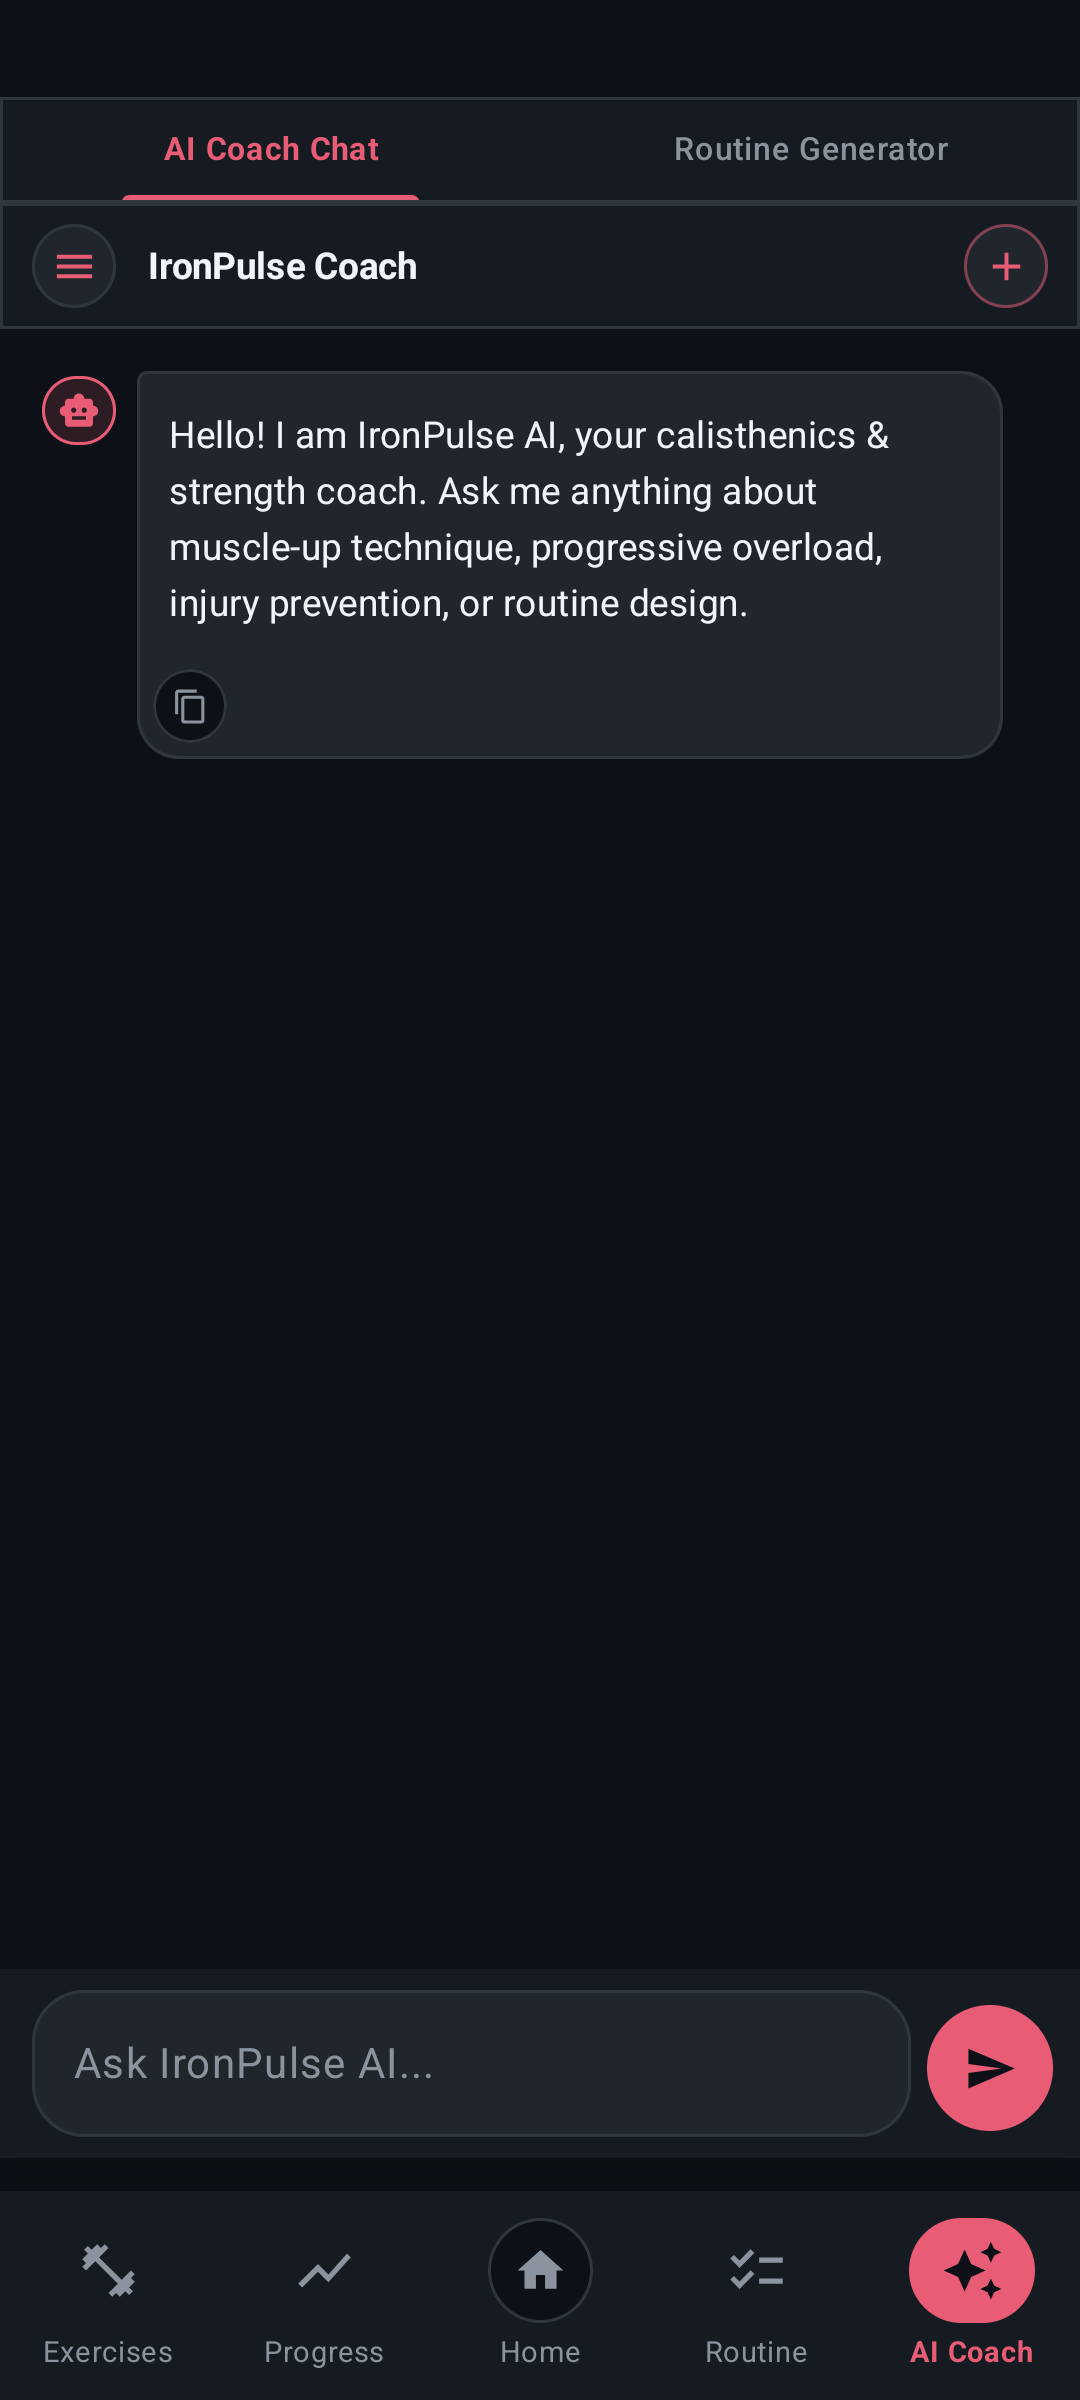 AI Coach Chat
Routine Generator
IronPulse Coach
Hello! I am IronPulse AI, your calisthenics &
strength coach. Ask me anything about
muscle-up technique, progressive overload,
injury prevention, or routine design.
Ask IronPulse AI...
Exercises
Progress
Home
Routine
AI Coach